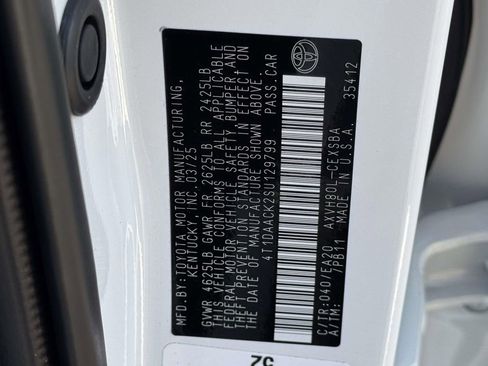 MFD.BY:TOYOTA MOTOR MANUFACTURING,
KENTUCKY, INC. 03/25
GVWR 4625LB GAWR FR 2625LB RR 2425LB
THIS VEHICLE CONFORMS TO ALL APPLICABLE
FEDERAL MOTOR VEHICLE SAFETY BUMPER, AND
THEFT PREVENTION STANDARDS IN EFFECT ON
THE DATE OF MANUFACTURE SHOWN ABOVE.
4T1DAACK2SU129799 PASS.CAR
C/TR:040/EA20 AXVH80L-CEXSBA
A/TM: /PB11 MADE IN U.S.A. 35412